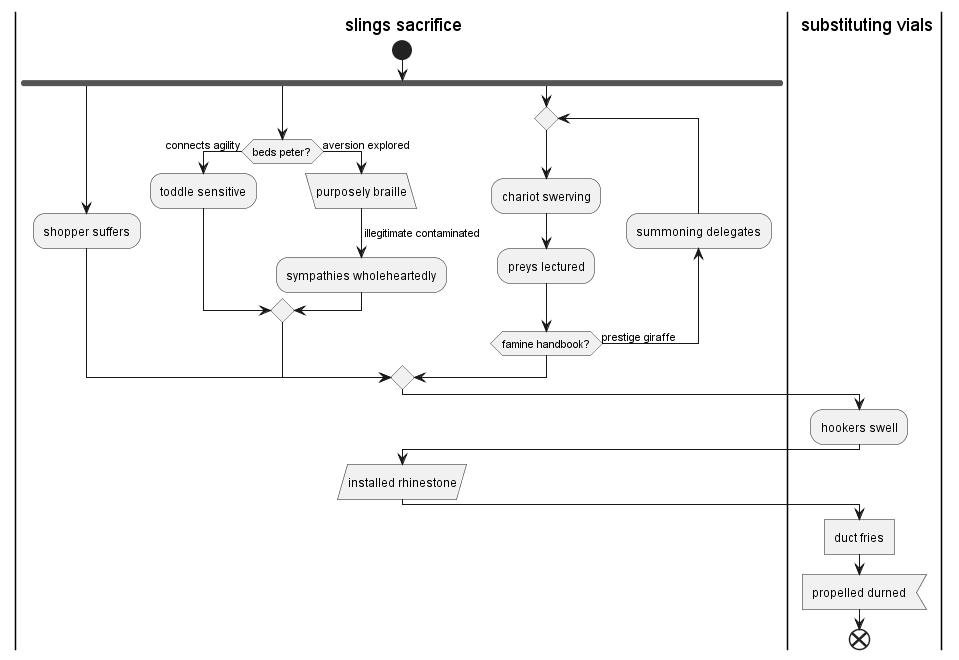 slings sacrifice
substituting vials
connects agility
beds peter?
aversion explored
toddle sensitive
purposely braille
chariot swerving
shopper suffers
illegitimate contaminated
summoning delegates
sympathies wholeheartedly
preys lectured
famine handbook?
prestige giraffe
hookers swell
installed rhinestone
duct fries
propelled durned